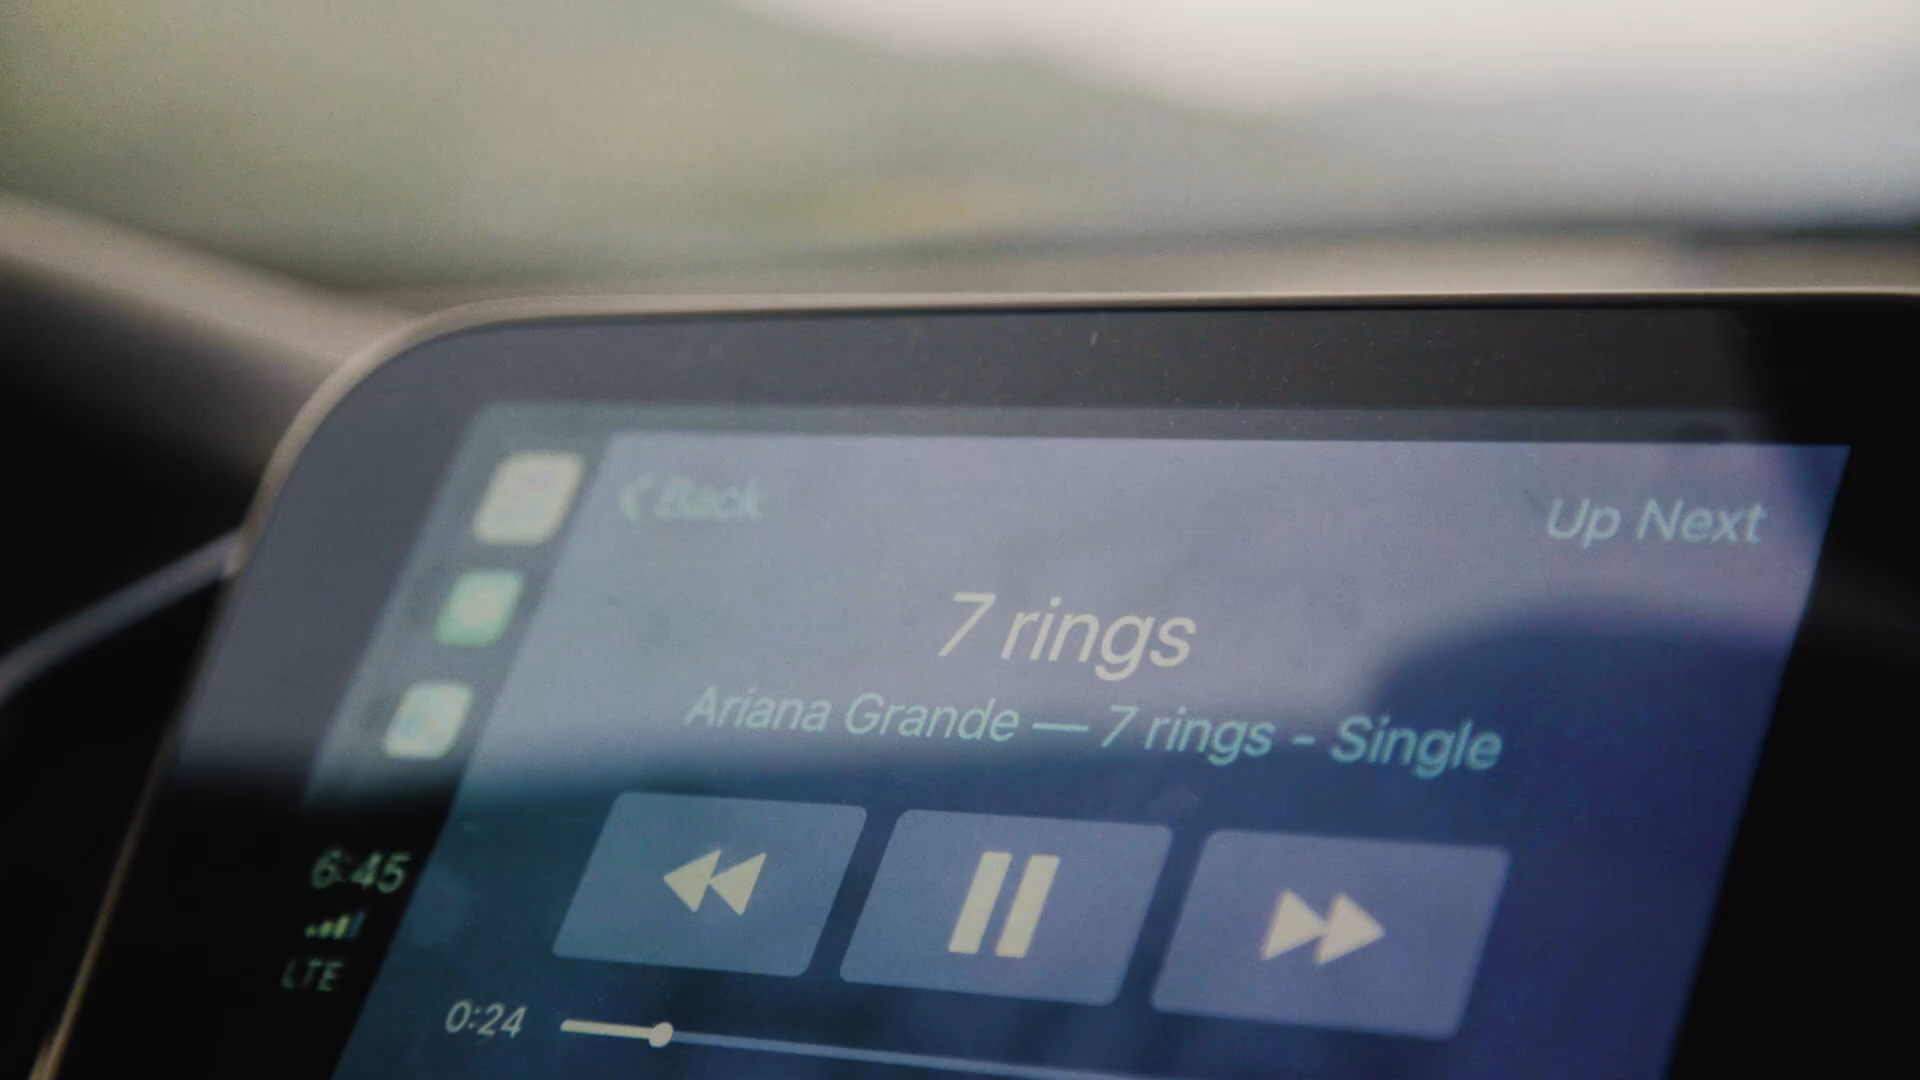 Back
Up Next
7 rings
Ariana Grande — 7 rings - Single
6:45
LTE
0:24